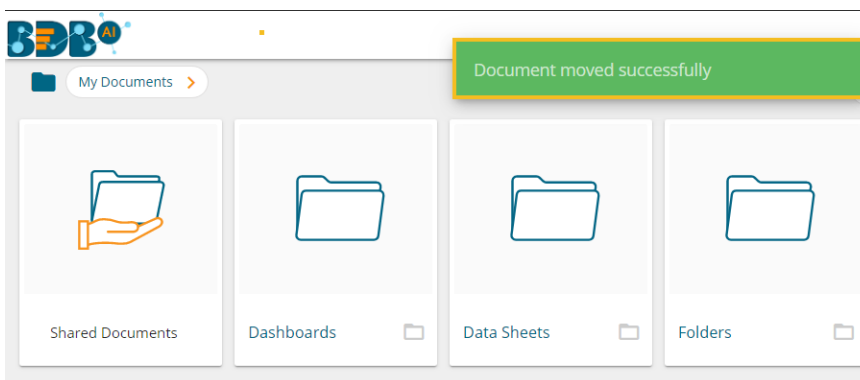 BDB AI
Document moved successfully
My Documents
Shared Documents
Dashboards
Data Sheets
Folders